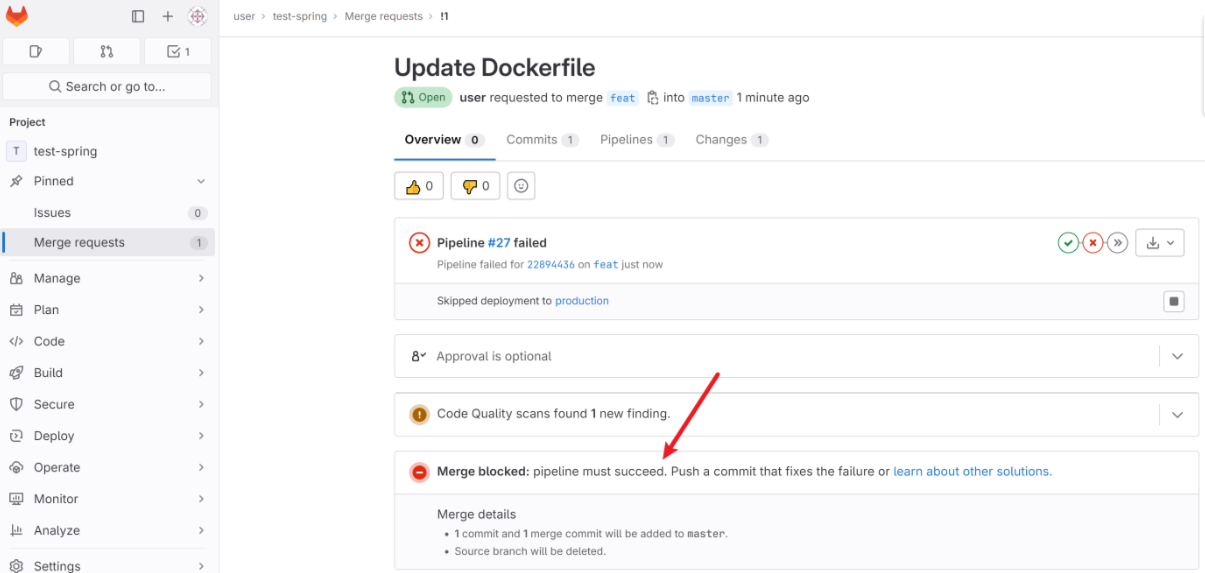 user > test-spring > Merge requests > !1
1
Search or go to...
Project
T test-spring
Pinned
Issues 0
Merge requests 1
Manage
Plan
Code
Build
Secure
Deploy
Operate
Monitor
Analyze
Settings
Update Dockerfile
Open user requested to merge feat into master 1 minute ago
Overview 0 Commits 1 Pipelines 1 Changes 1
0 0
Pipeline #27 failed
Pipeline failed for 22894436 on feat just now
Skipped deployment to production
Approval is optional
Code Quality scans found 1 new finding.
Merge blocked: pipeline must succeed. Push a commit that fixes the failure or learn about other solutions.
Merge details
• 1 commit and 1 merge commit will be added to master.
• Source branch will be deleted.